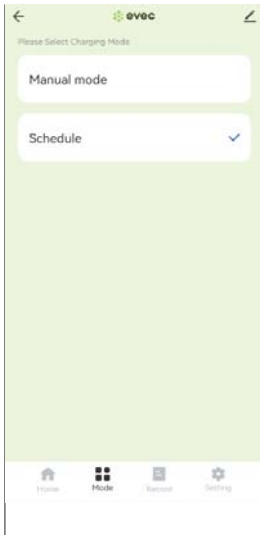 evec
Please Select Charging Mode
Manual mode
Schedule
Home
Mode
Record
Setting